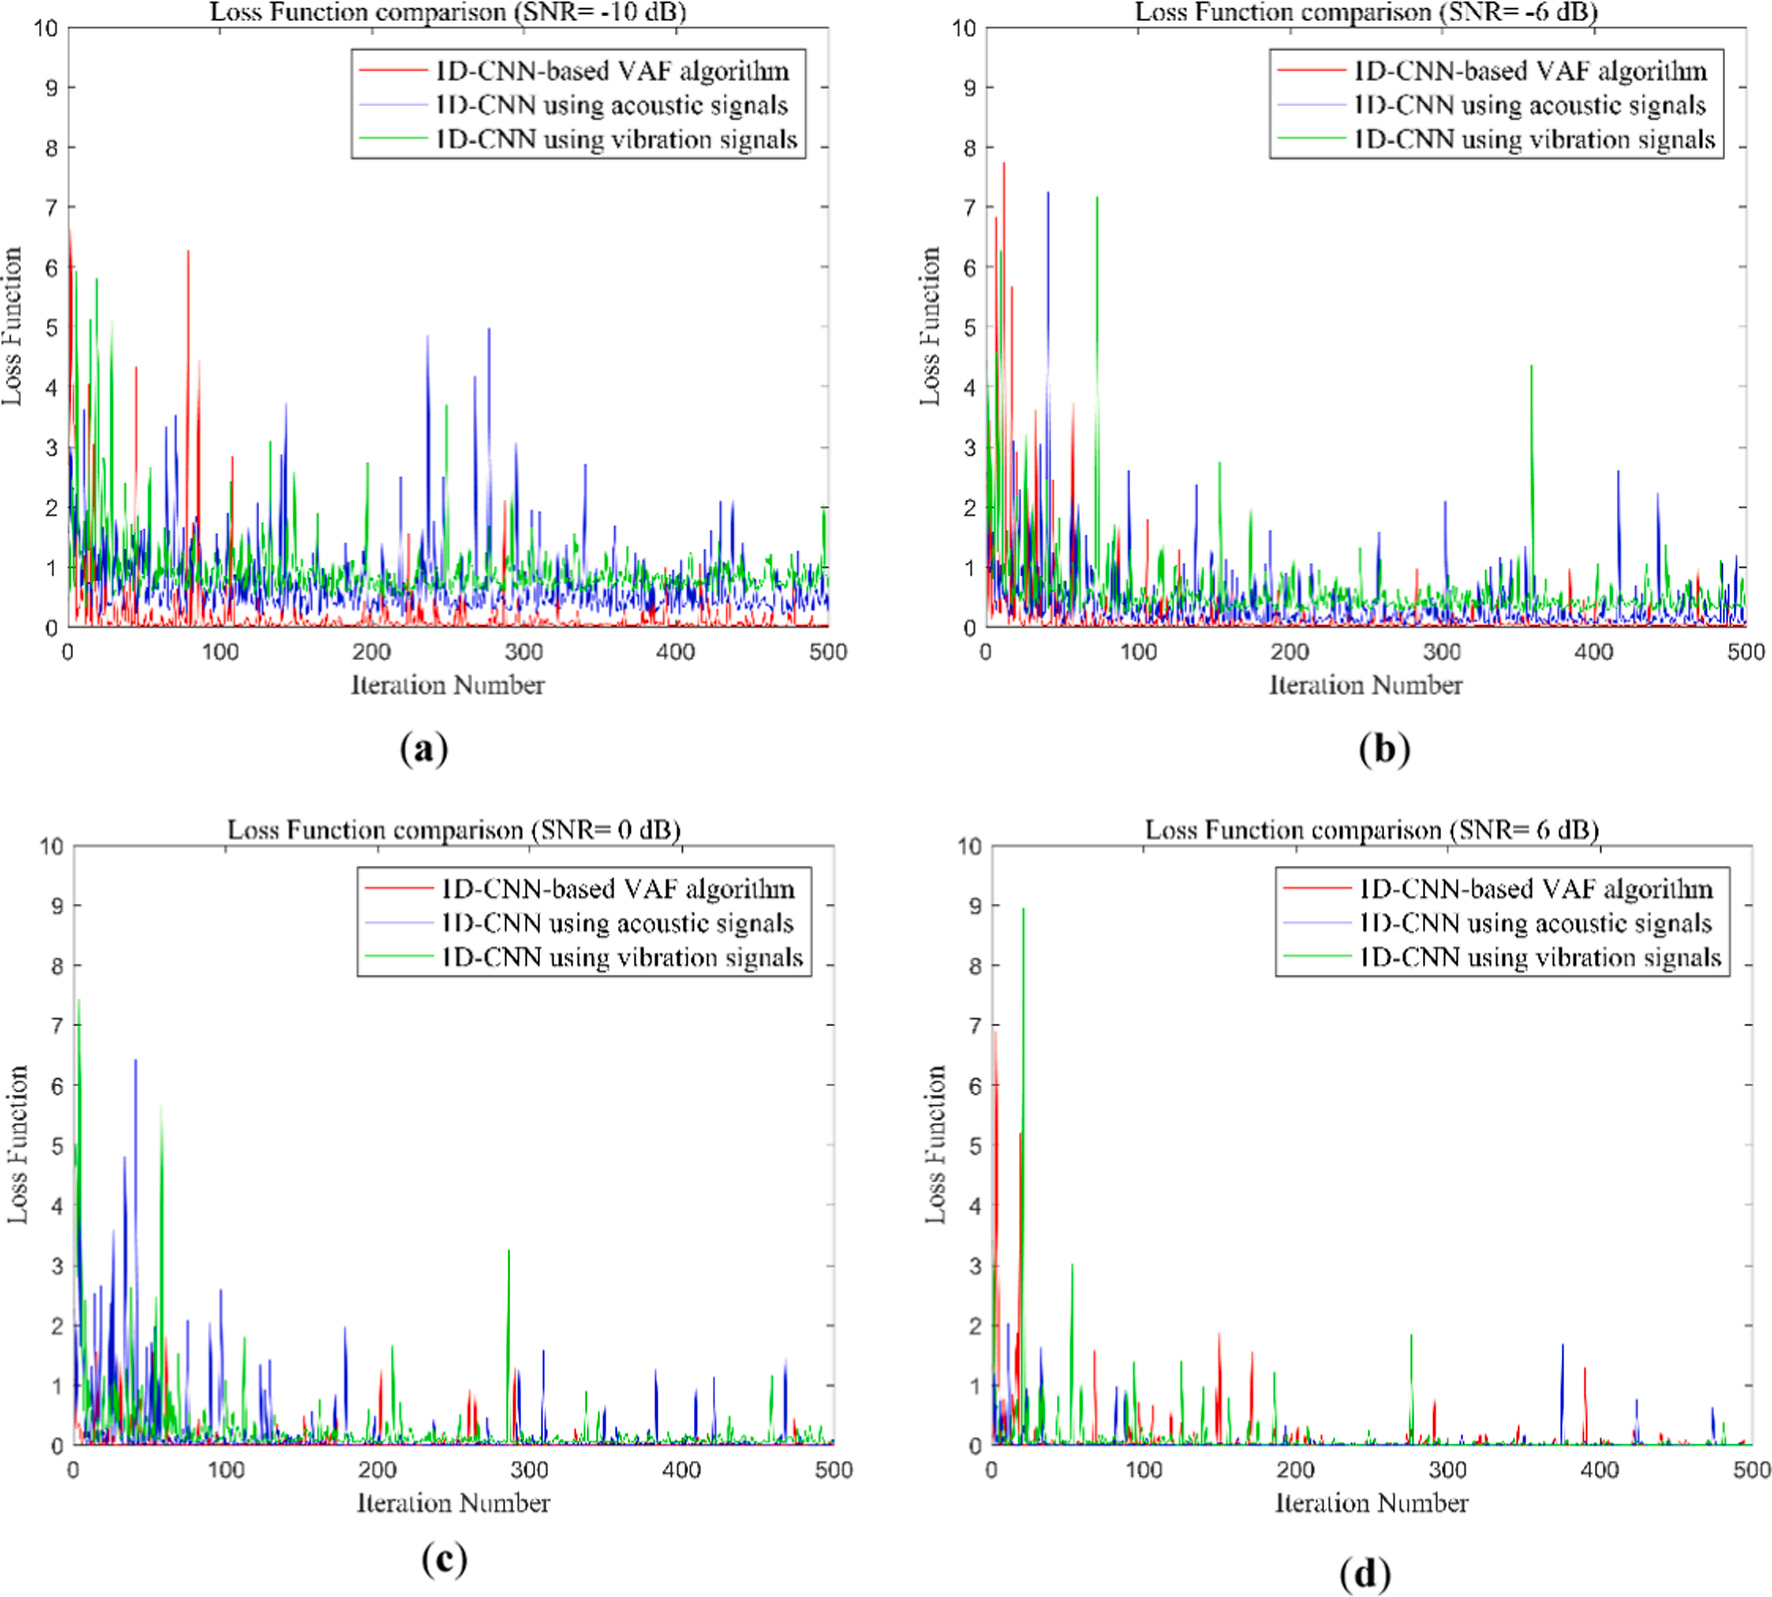 Loss Function comparison (SNR= -10 dB)
10
9
8
7
6
5
4
3
2
1
0
Loss Function
1D-CNN-based VAF algorithm
1D-CNN using acoustic signals
1D-CNN using vibration signals
0 100 200 300 400 500
Iteration Number
(a)
Loss Function comparison (SNR= -6 dB)
10
9
8
7
6
5
4
3
2
1
0
Loss Function
1D-CNN-based VAF algorithm
1D-CNN using acoustic signals
1D-CNN using vibration signals
0 100 200 300 400 500
Iteration Number
(b)
Loss Function comparison (SNR= 0 dB)
10
9
8
7
6
5
4
3
2
1
0
Loss Function
1D-CNN-based VAF algorithm
1D-CNN using acoustic signals
1D-CNN using vibration signals
0 100 200 300 400 500
Iteration Number
(c)
Loss Function comparison (SNR= 6 dB)
10
9
8
7
6
5
4
3
2
1
0
Loss Function
1D-CNN-based VAF algorithm
1D-CNN using acoustic signals
1D-CNN using vibration signals
0 100 200 300 400 500
Iteration Number
(d)